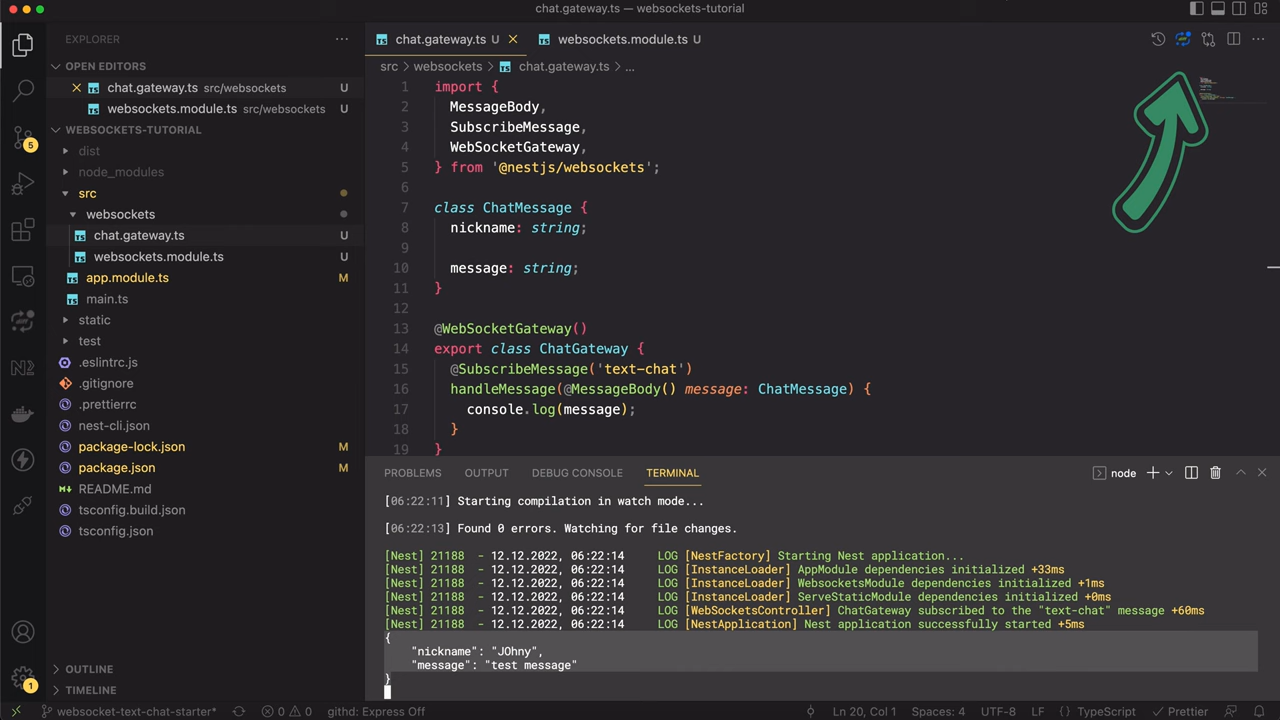 chat.gateway.ts — websockets-tutorial
EXPLORER
OPEN EDITORS
chat.gateway.ts src/websockets U
websockets.module.ts src/websockets U
WEBSOCKETS-TUTORIAL
dist
node_modules
src
websockets
chat.gateway.ts U
websockets.module.ts U
app.module.ts M
main.ts
static
test
.eslintrc.js
.gitignore
.prettierrc
nest-cli.json
package-lock.json M
package.json M
README.md
tsconfig.build.json
tsconfig.json
OUTLINE
TIMELINE
5
1
chat.gateway.ts U
websockets.module.ts U
src > websockets > chat.gateway.ts > ...
1 import {
2 MessageBody,
3 SubscribeMessage,
4 WebSocketGateway,
5 } from '@nestjs/websockets';
6
7 class ChatMessage {
8 nickname: string;
9
10 message: string;
11 }
12
13 @WebSocketGateway()
14 export class ChatGateway {
15 @SubscribeMessage('text-chat')
16 handleMessage(@MessageBody() message: ChatMessage) {
17 console.log(message);
18 }
19 }
PROBLEMS OUTPUT DEBUG CONSOLE TERMINAL
node
[06:22:11] Starting compilation in watch mode...
[06:22:13] Found 0 errors. Watching for file changes.
[Nest] 21188 - 12.12.2022, 06:22:14 LOG [NestFactory] Starting Nest application...
[Nest] 21188 - 12.12.2022, 06:22:14 LOG [InstanceLoader] AppModule dependencies initialized +33ms
[Nest] 21188 - 12.12.2022, 06:22:14 LOG [InstanceLoader] WebsocketsModule dependencies initialized +1ms
[Nest] 21188 - 12.12.2022, 06:22:14 LOG [InstanceLoader] ServeStaticModule dependencies initialized +0ms
[Nest] 21188 - 12.12.2022, 06:22:14 LOG [WebSocketsController] ChatGateway subscribed to the "text-chat" message +60ms
[Nest] 21188 - 12.12.2022, 06:22:14 LOG [NestApplication] Nest application successfully started +5ms
{
"nickname": "JOhny",
"message": "test message"
}
websocket-text-chat-starter* 0 0 githd: Express Off Ln 20, Col 1 Spaces: 4 UTF-8 LF {} TypeScript Prettier